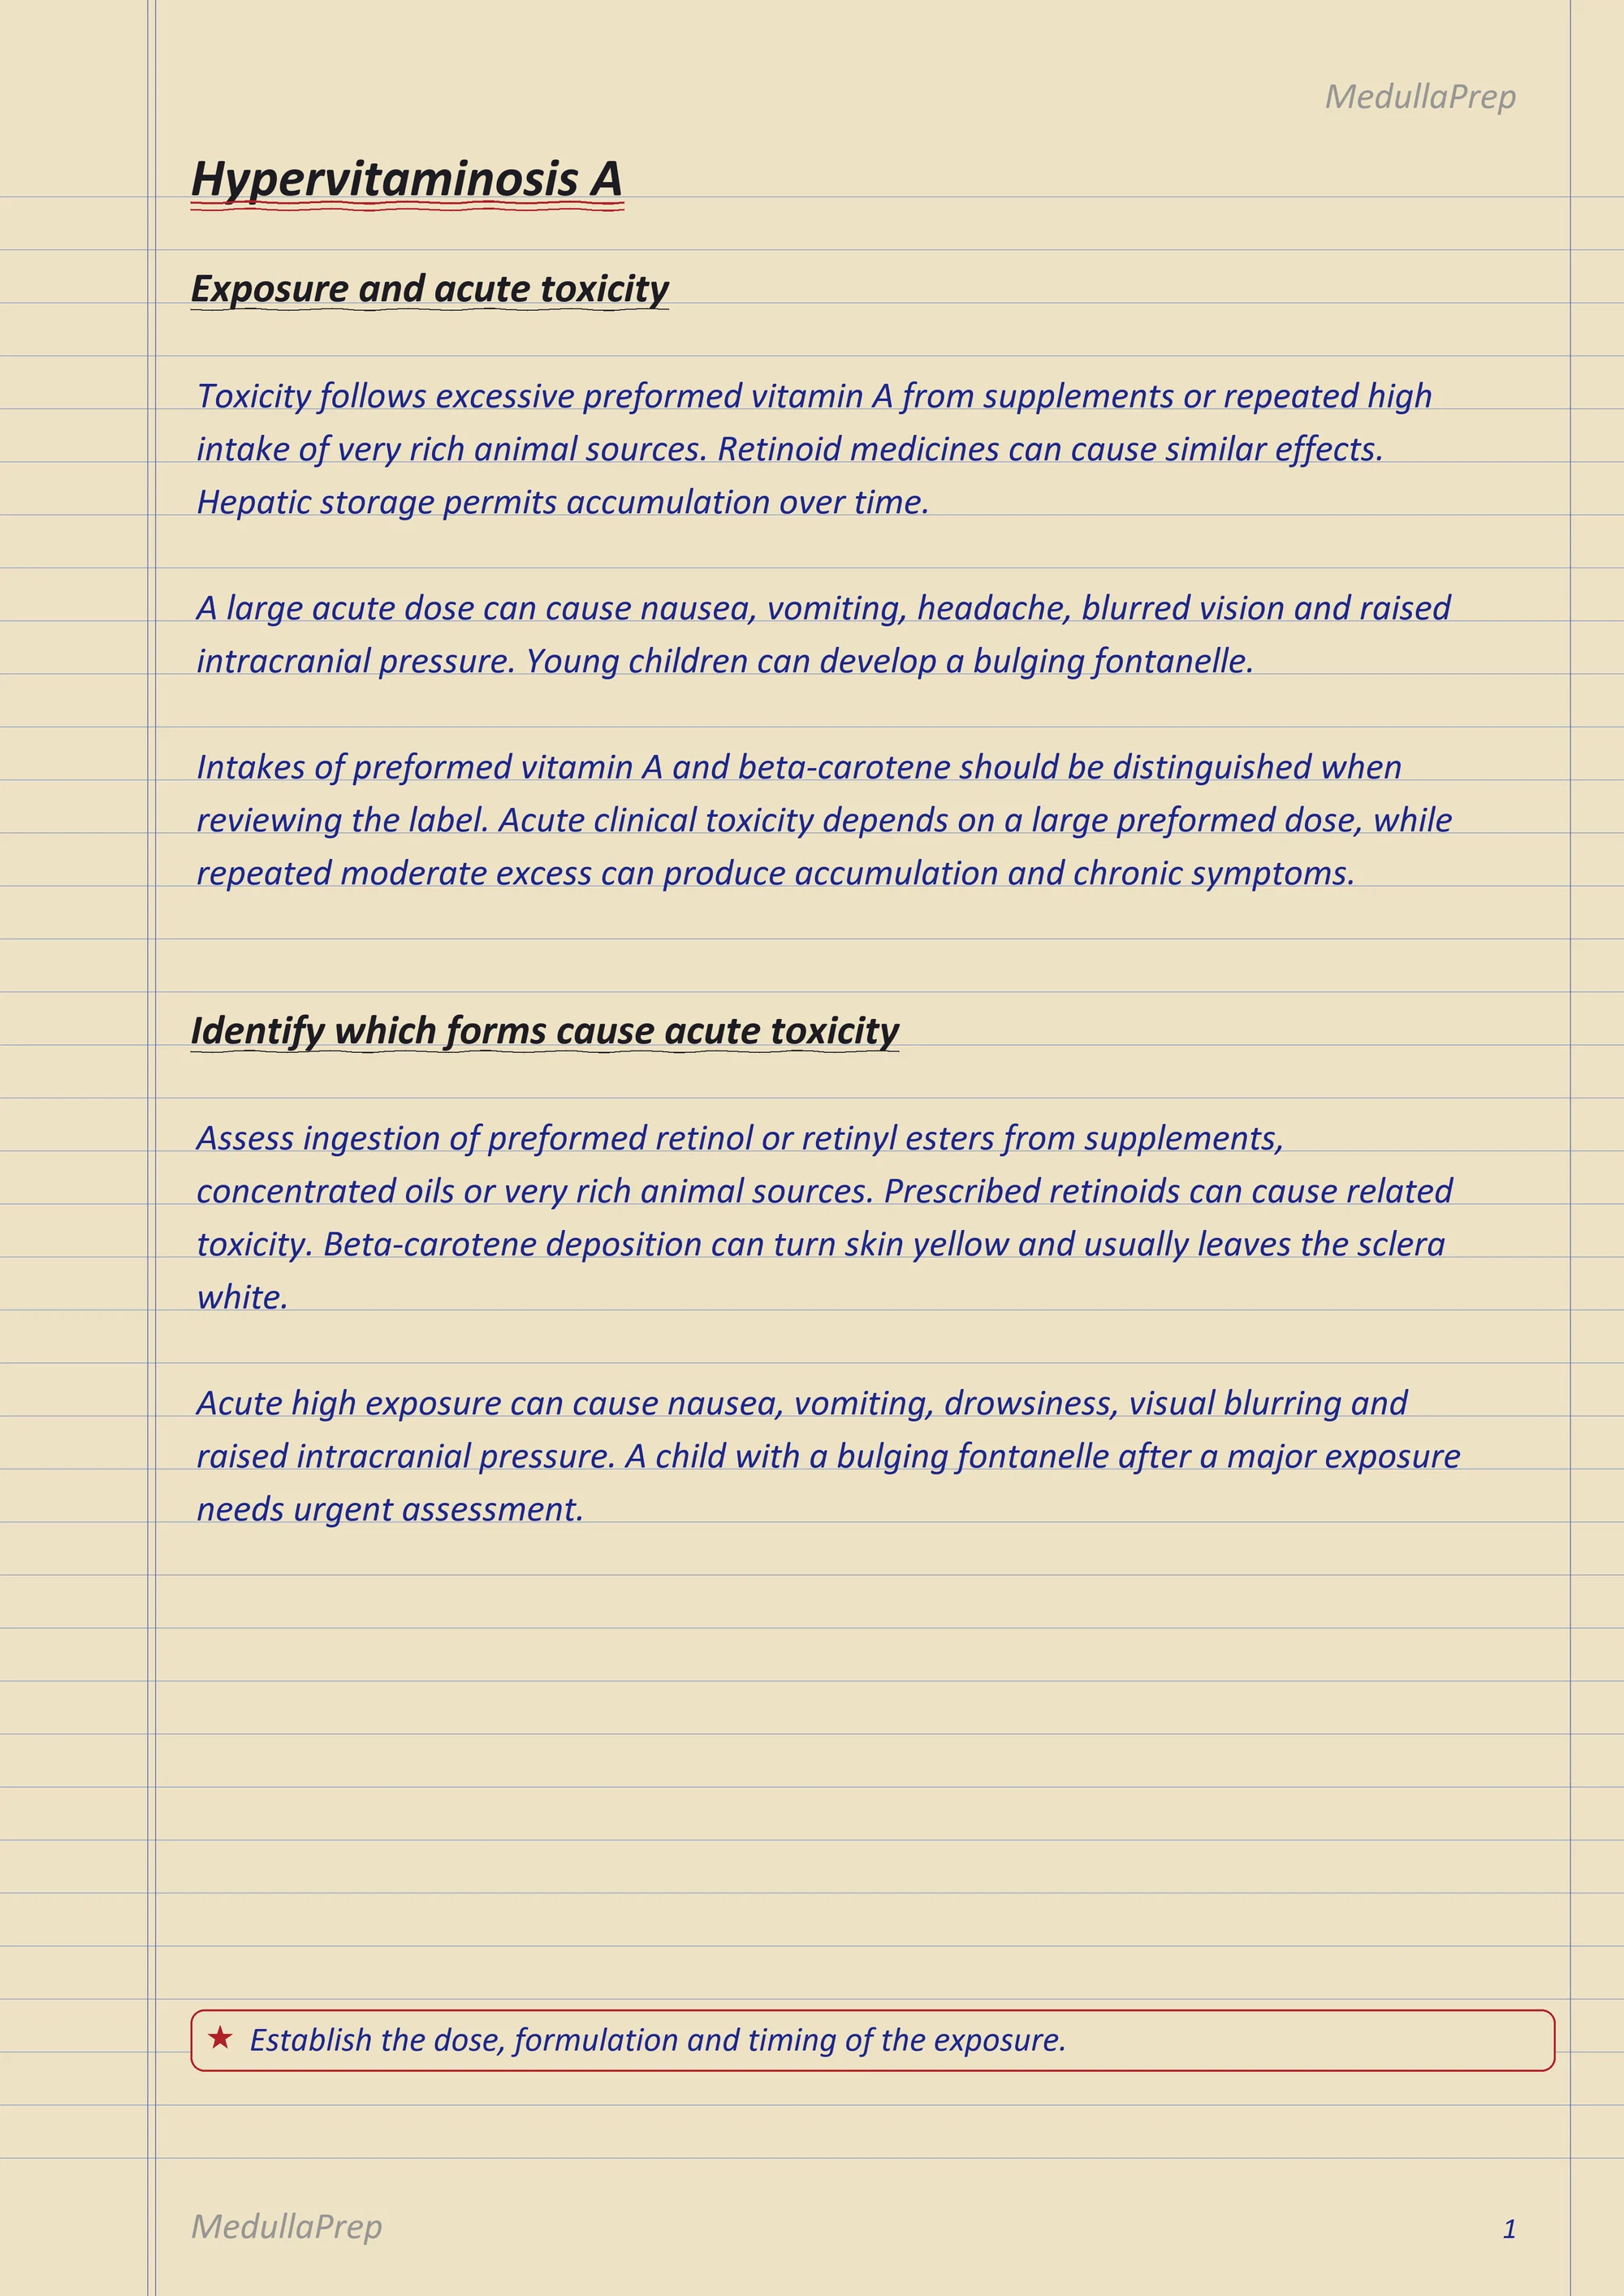 MedullaPrep
Hypervitaminosis A
Exposure and acute toxicity
Toxicity follows excessive preformed vitamin A from supplements or repeated high
intake of very rich animal sources. Retinoid medicines can cause similar effects.
Hepatic storage permits accumulation over time.
A large acute dose can cause nausea, vomiting, headache, blurred vision and raised
intracranial pressure. Young children can develop a bulging fontanelle.
Intakes of preformed vitamin A and beta-carotene should be distinguished when
reviewing the label. Acute clinical toxicity depends on a large preformed dose, while
repeated moderate excess can produce accumulation and chronic symptoms.
Identify which forms cause acute toxicity
Assess ingestion of preformed retinol or retinyl esters from supplements,
concentrated oils or very rich animal sources. Prescribed retinoids can cause related
toxicity. Beta-carotene deposition can turn skin yellow and usually leaves the sclera
white.
Acute high exposure can cause nausea, vomiting, drowsiness, visual blurring and
raised intracranial pressure. A child with a bulging fontanelle after a major exposure
needs urgent assessment.
★ Establish the dose, formulation and timing of the exposure.
MedullaPrep
1